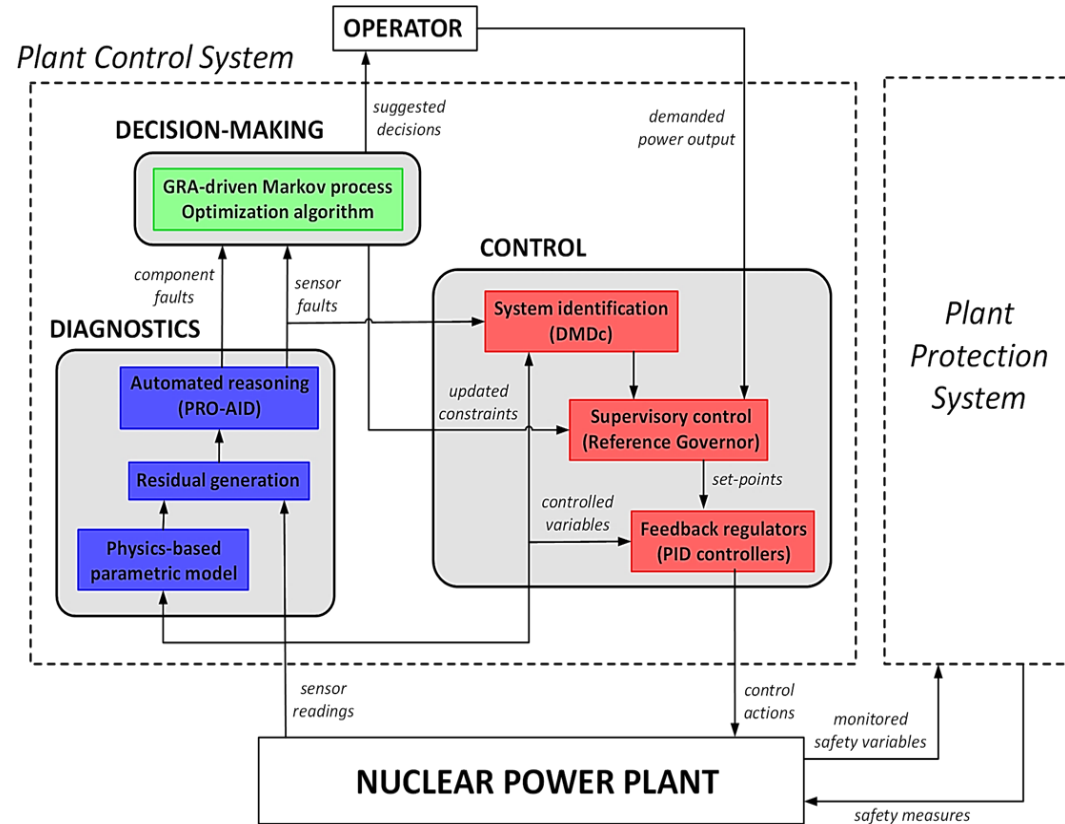 OPERATOR
Plant Control System
suggested
decisions
DECISION-MAKING
demanded
power output
GRA-driven Markov process
Optimization algorithm
component
faults
sensor
faults
CONTROL
System identification
(DMDc)
DIAGNOSTICS
Automated reasoning
(PRO-AID)
updated
constraints
Supervisory control
(Reference Governor)
Residual generation
set-points
controlled
variables
Feedback regulators
(PID controllers)
Physics-based
parametric model
Plant
Protection
System
sensor
readings
control
actions
monitored
safety variables
NUCLEAR POWER PLANT
safety measures